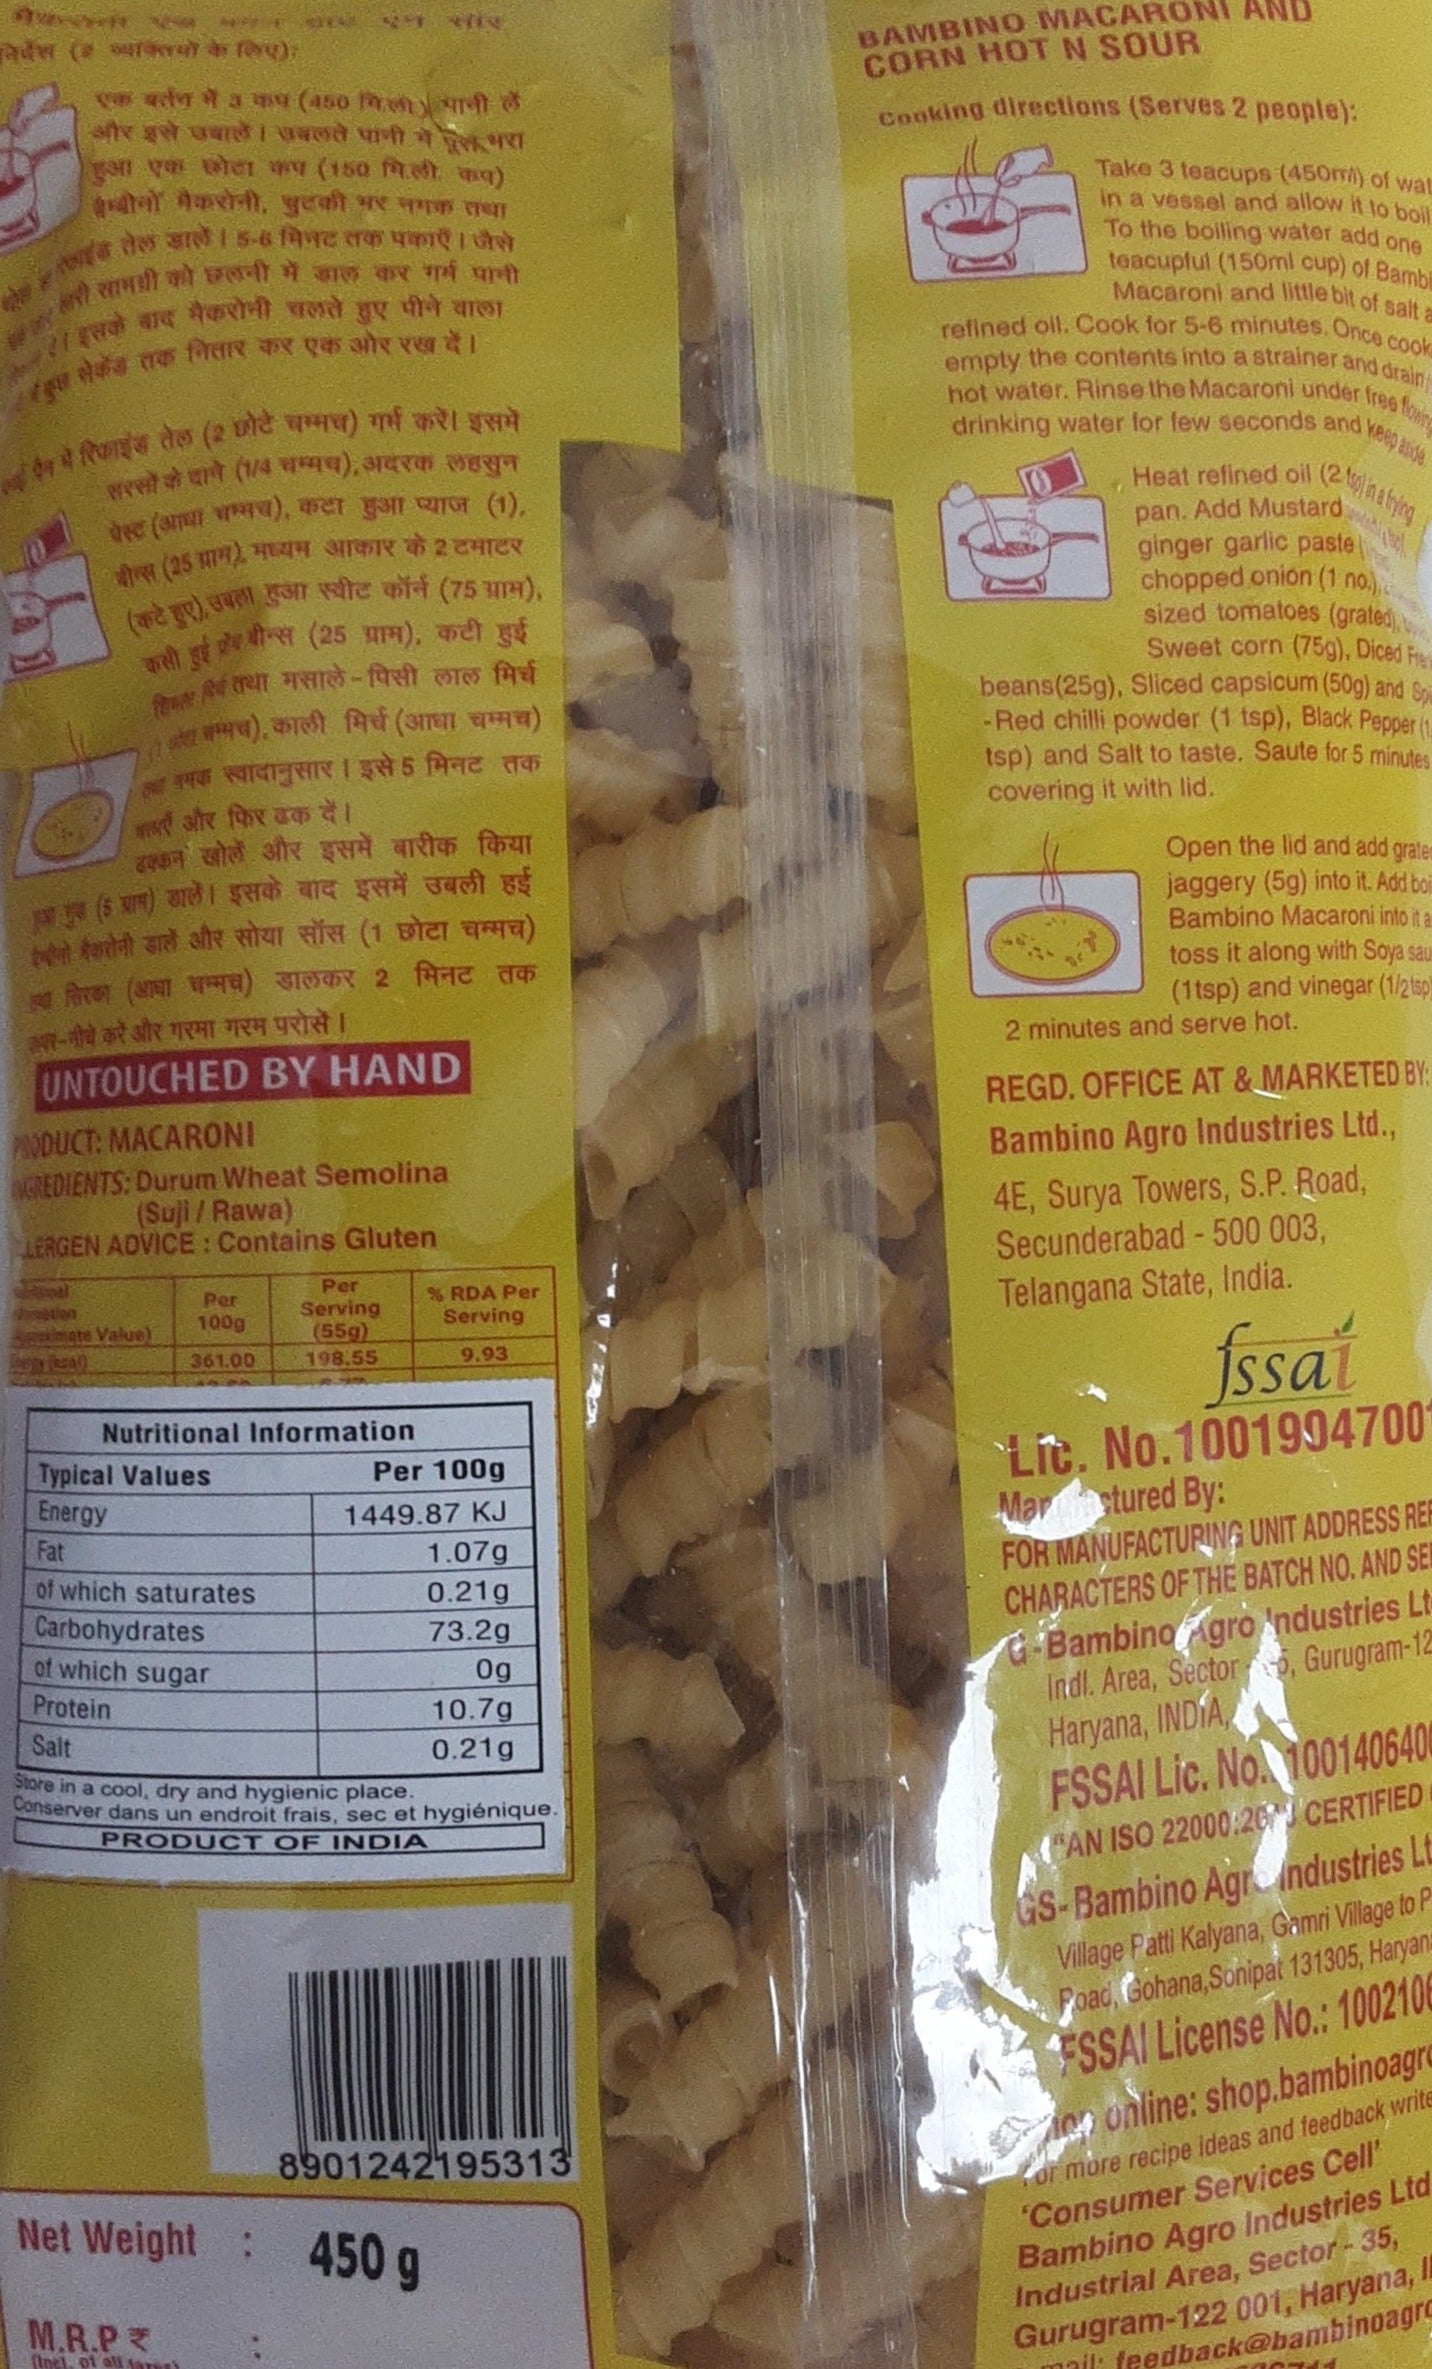 निर्देश (2 व्यक्तियों के लिए):
एक बर्तन में 3 कप (450 मि.ली.) पानी लें
और इसे उबालें। उबलते पानी में पूरा भरा
हुआ एक छोटा कप (150 मि.ली. कप)
बैम्बीनों मैकरोनी, चुटकी भर नमक तथा
तेल डालें। 5-6 मिनट तक पकाएँ। जैसे
सामग्री को छलनी में डाल कर गर्म पानी
। इसके बाद मैकरोनी चलते हुए पीने वाला
कुछ सेकेंड तक नितार कर एक ओर रख दें।
पैन में रिफाइंड तेल (2 छोटे चम्मच) गर्म करें। इसमें
सरसों के दाने (1/4 चम्मच), अदरक लहसुन
पेस्ट (आधा चम्मच), कटा हुआ प्याज (1),
बीन्स (25 ग्राम), मध्यम आकार के 2 टमाटर
(कटे हुए), उबला हुआ स्वीट कॉर्न (75 ग्राम),
कसी हुई फ्रेंच बीन्स (25 ग्राम), कटी हुई
तथा मसाले - पिसी लाल मिर्च
चम्मच), काली मिर्च (आधा चम्मच)
नमक स्वादानुसार। इसे 5 मिनट तक
और फिर ढक दें।
ढक्कन खोलें और इसमें बारीक किया
हुआ गुड़ (5 ग्राम) डालें। इसके बाद इसमें उबली हुई
बैम्बीनो मैकरोनी डालें और सोया सॉस (1 छोटा चम्मच)
तथा सिरका (आधा चम्मच) डालकर 2 मिनट तक
ऊपर-नीचे करें और गरमा गरम परोसें।
UNTOUCHED BY HAND
PRODUCT: MACARONI
INGREDIENTS: Durum Wheat Semolina
(Suji / Rawa)
ALLERGEN ADVICE : Contains Gluten
Per 100g Per Serving (55g) % RDA Per Serving
361.00 198.55 9.93
Nutritional Information
Typical Values Per 100g
Energy 1449.87 KJ
Fat 1.07g
of which saturates 0.21g
Carbohydrates 73.2g
of which sugar 0g
Protein 10.7g
Salt 0.21g
Store in a cool, dry and hygienic place.
Conserver dans un endroit frais, sec et hygiénique.
PRODUCT OF INDIA
8901242195313
Net Weight : 450 g
M.R.P ₹ :
(Incl. of all taxes)
BAMBINO MACARONI AND
CORN HOT N SOUR
Cooking directions (Serves 2 people):
Take 3 teacups (450ml) of wat
in a vessel and allow it to boil
To the boiling water add one
teacupful (150ml cup) of Bambi
Macaroni and little bit of salt a
refined oil. Cook for 5-6 minutes. Once cook
empty the contents into a strainer and drain
hot water. Rinse the Macaroni under free flowing
drinking water for few seconds and keep aside
Heat refined oil (2 tsp) in a frying
pan. Add Mustard
ginger garlic paste
chopped onion (1 no.),
sized tomatoes (grated),
Sweet corn (75g), Diced Fre
beans(25g), Sliced capsicum (50g) and Spi
-Red chilli powder (1 tsp), Black Pepper (1
tsp) and Salt to taste. Saute for 5 minutes
covering it with lid.
Open the lid and add grate
jaggery (5g) into it. Add boi
Bambino Macaroni into it a
toss it along with Soya sau
(1tsp) and vinegar (1/2 tsp)
2 minutes and serve hot.
REGD. OFFICE AT & MARKETED BY:
Bambino Agro Industries Ltd.,
4E, Surya Towers, S.P. Road,
Secunderabad - 500 003,
Telangana State, India.
fssai
Lic. No.1001904700
Manufactured By:
FOR MANUFACTURING UNIT ADDRESS REF
CHARACTERS OF THE BATCH NO. AND SE
G-Bambino Agro Industries Lt
Indl. Area, Sector 5, Gurugram-12
Haryana, INDIA,
FSSAI Lic. No. 100140640
"AN ISO 22000: CERTIFIED
GS-Bambino Agro Industries Lt
Village Patti Kalyana, Gamri Village to P
Road, Gohana,Sonipat 131305, Haryan
FSSAI License No.: 100210
Shop online: shop.bambinoagro
For more recipe ideas and feedback write
'Consumer Services Cell'
Bambino Agro Industries Ltd
Industrial Area, Sector - 35,
Gurugram-122 001, Haryana, I
mail: feedback@bambinoagro